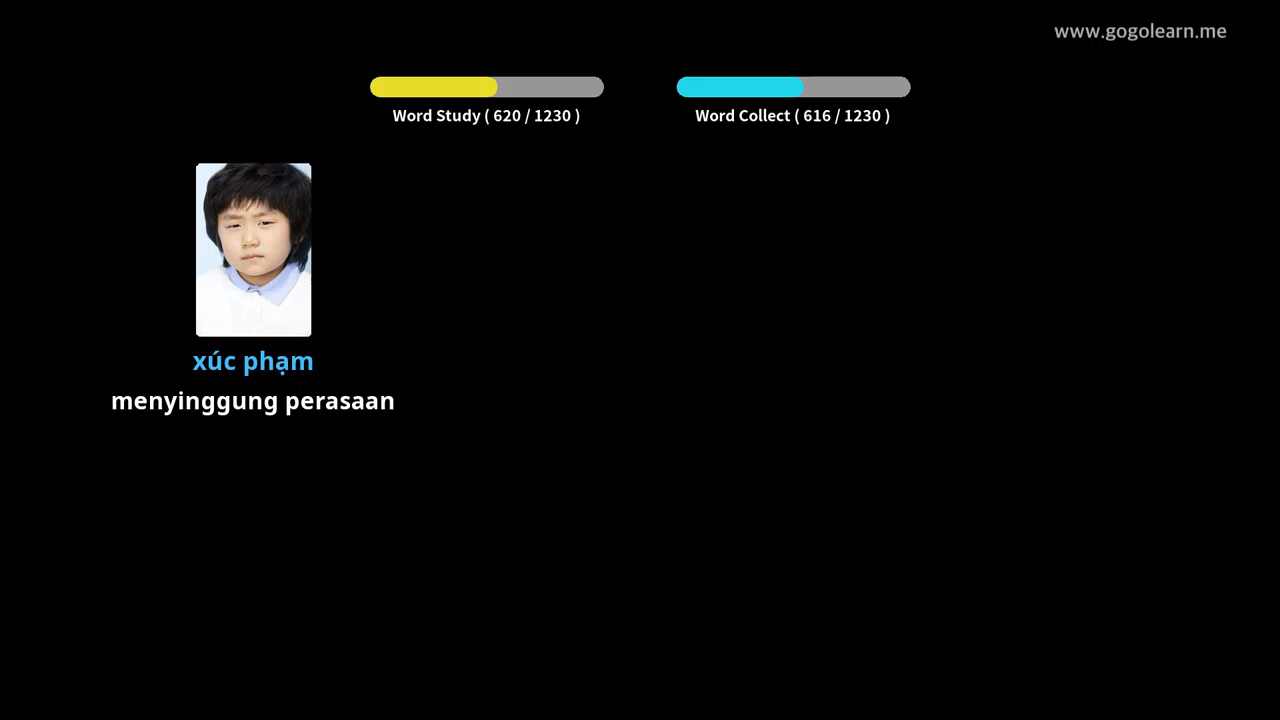 www.gogolearn.me
Word Study ( 620 / 1230 )
Word Collect ( 616 / 1230 )
xúc phạm
menyinggung perasaan